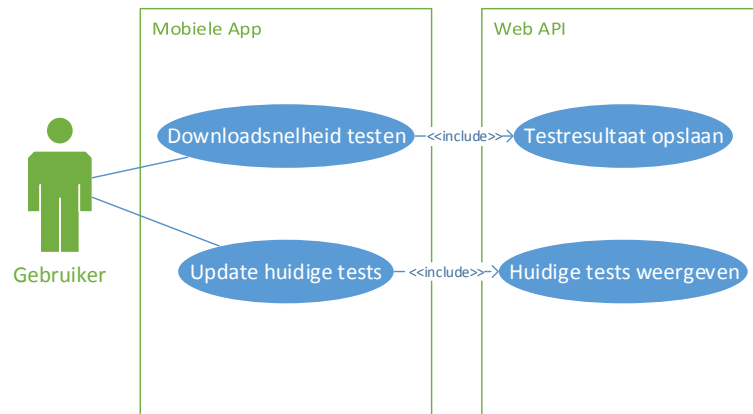 Mobiele App
Web API
Downloadsnelheid testen
<<include>>
Testresultaat opslaan
Gebruiker
Update huidige tests
<<include>>
Huidige tests weergeven